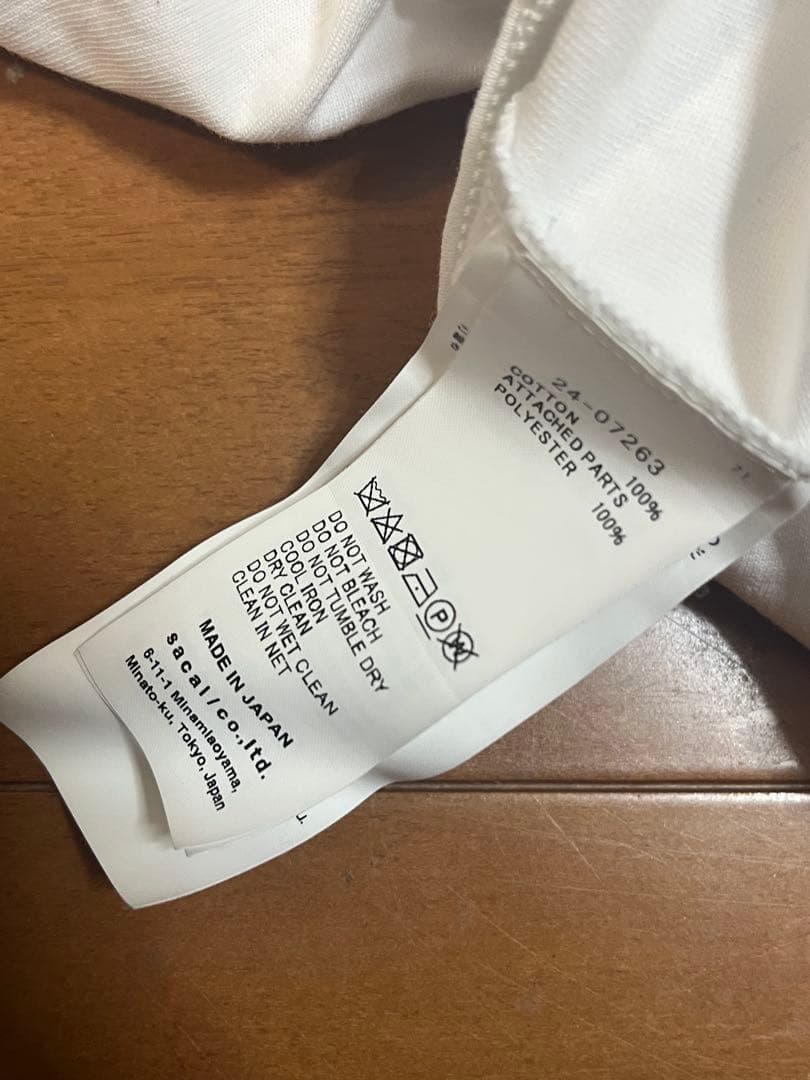 24-07263
COTTON 100%
ATTACHED PARTS
POLYESTER 100%
P
W
DO NOT WASH
DO NOT BLEACH
DO NOT TUMBLE DRY
COOL IRON
DRY CLEAN
DO NOT WET CLEAN
CLEAN IN NET
MADE IN JAPAN
sacai/co.,ltd.
6-11-1 Minamiaoyama,
Minato-ku, Tokyo, Japan